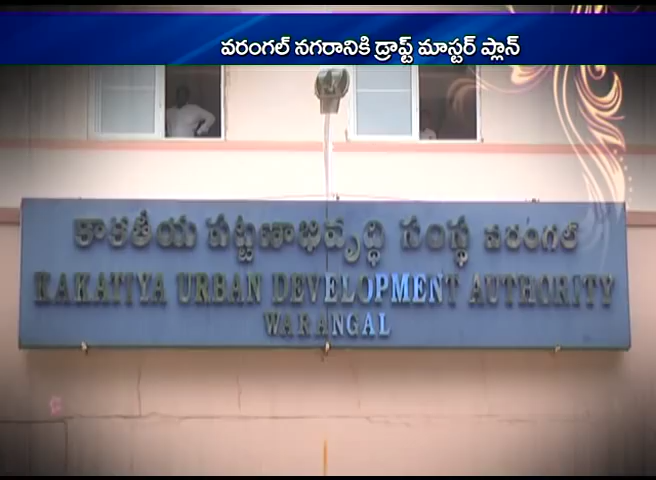 వరంగల్ నగరానికి డ్రాఫ్ట్ మాస్టర్ ప్లాన్
కాకతీయ పట్టణాభివృద్ధి సంస్థ వరంగల్
KAKATIYA URBAN DEVELOPMENT AUTHORITY
WARANGAL